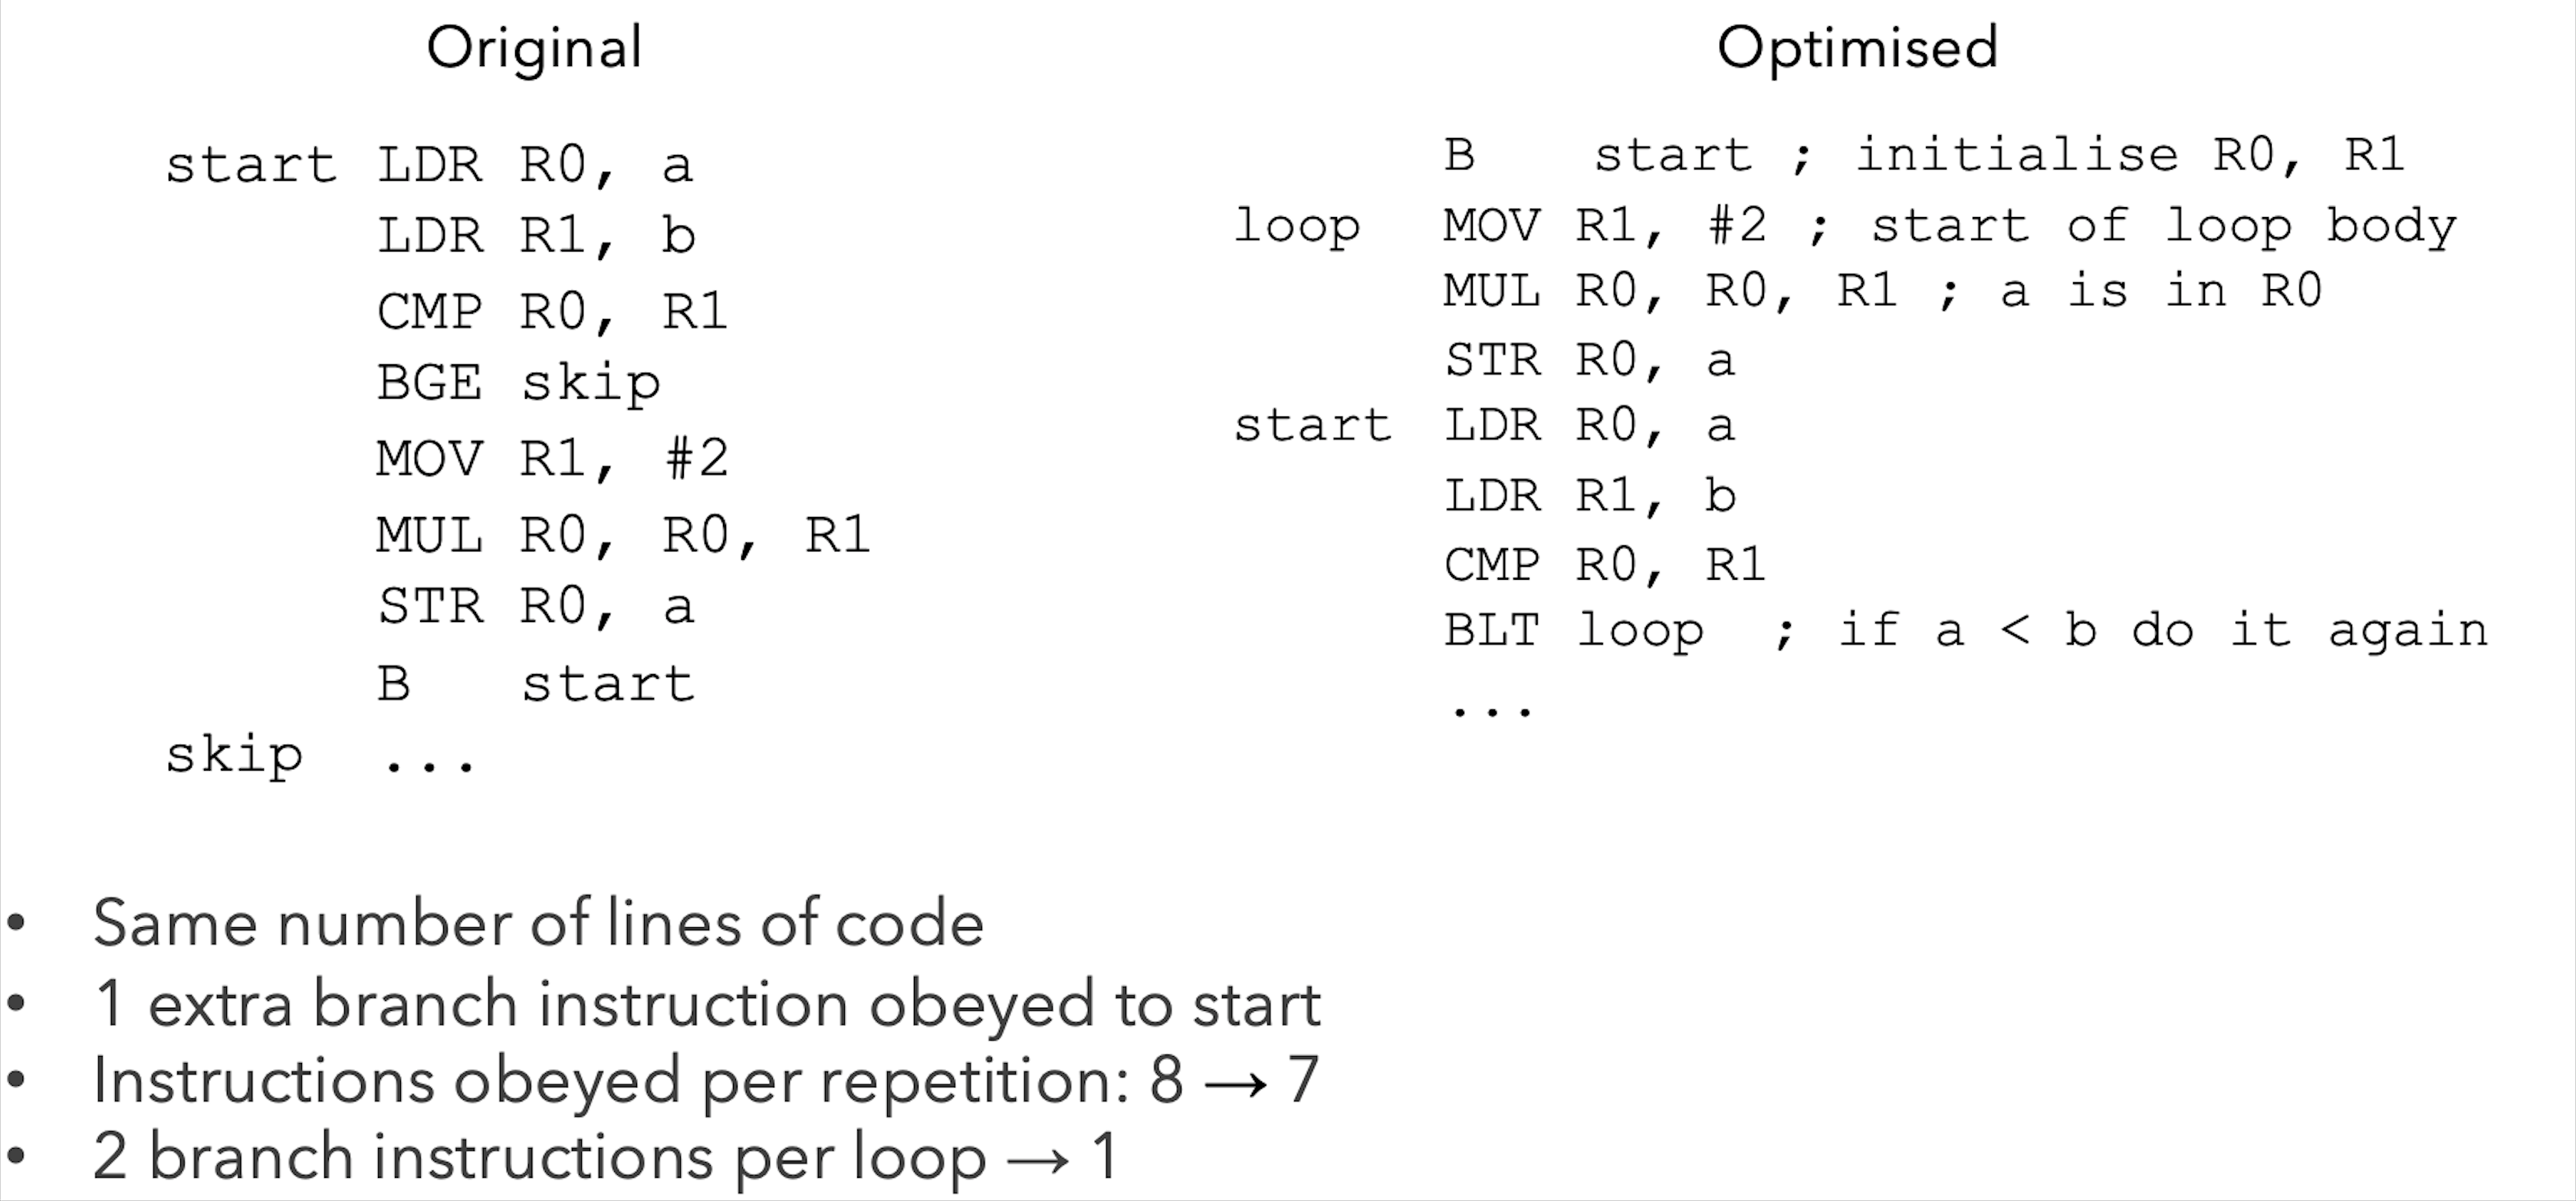 Original
start LDR R0, a
LDR R1, b
CMP R0, R1
BGE skip
MOV R1, #2
MUL R0, R0, R1
STR R0, a
B start
skip ...
Optimised
B start ; initialise R0, R1
loop MOV R1, #2 ; start of loop body
MUL R0, R0, R1 ; a is in R0
STR R0, a
start LDR R0, a
LDR R1, b
CMP R0, R1
BLT loop ; if a < b do it again
...
• Same number of lines of code
• 1 extra branch instruction obeyed to start
• Instructions obeyed per repetition: 8 → 7
• 2 branch instructions per loop → 1